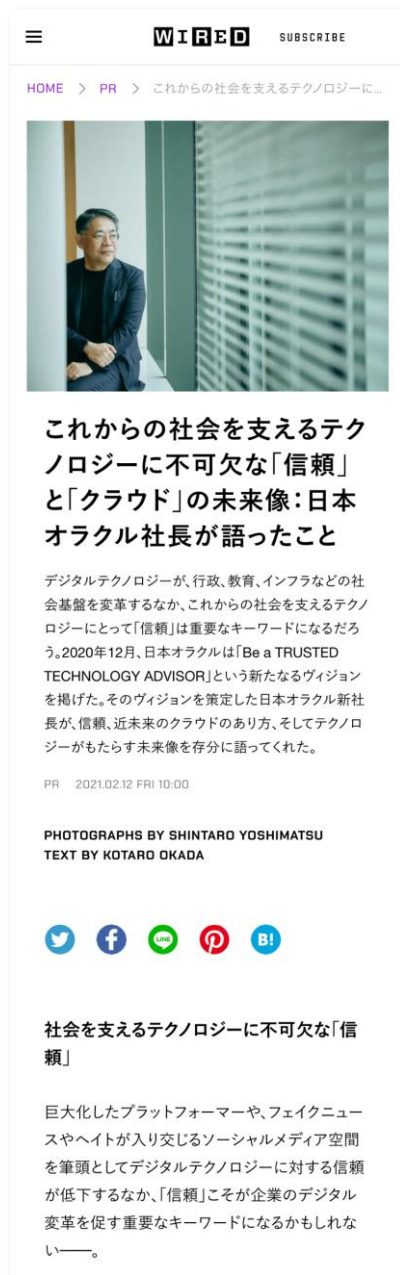 WIRED SUBSCRIBE
HOME > PR > これからの社会を支えるテクノロジーに...
これからの社会を支えるテク
ノロジーに不可欠な「信頼」
と「クラウド」の未来像:日本
オラクル社長が語ったこと
デジタルテクノロジーが、行政、教育、インフラなどの社
会基盤を変革するなか、これからの社会を支えるテクノ
ロジーにとって「信頼」は重要なキーワードになるだろ
う。2020年12月、日本オラクルは「Be a TRUSTED
TECHNOLOGY ADVISOR」という新たなるヴィジョン
を掲げた。そのヴィジョンを策定した日本オラクル新社
長が、信頼、近未来のクラウドのあり方、そしてテクノロ
ジーがもたらす未来像を存分に語ってくれた。
PR 2021.02.12 FRI 10:00
PHOTOGRAPHS BY SHINTARO YOSHIMATSU
TEXT BY KOTARO OKADA
LINE B!
社会を支えるテクノロジーに不可欠な「信
頼」
巨大化したプラットフォーマーや、フェイクニュー
スやヘイトが入り交じるソーシャルメディア空間
を筆頭としてデジタルテクノロジーに対する信頼
が低下するなか、「信頼」こそが企業のデジタル
変革を促す重要なキーワードになるかもしれな
い――。